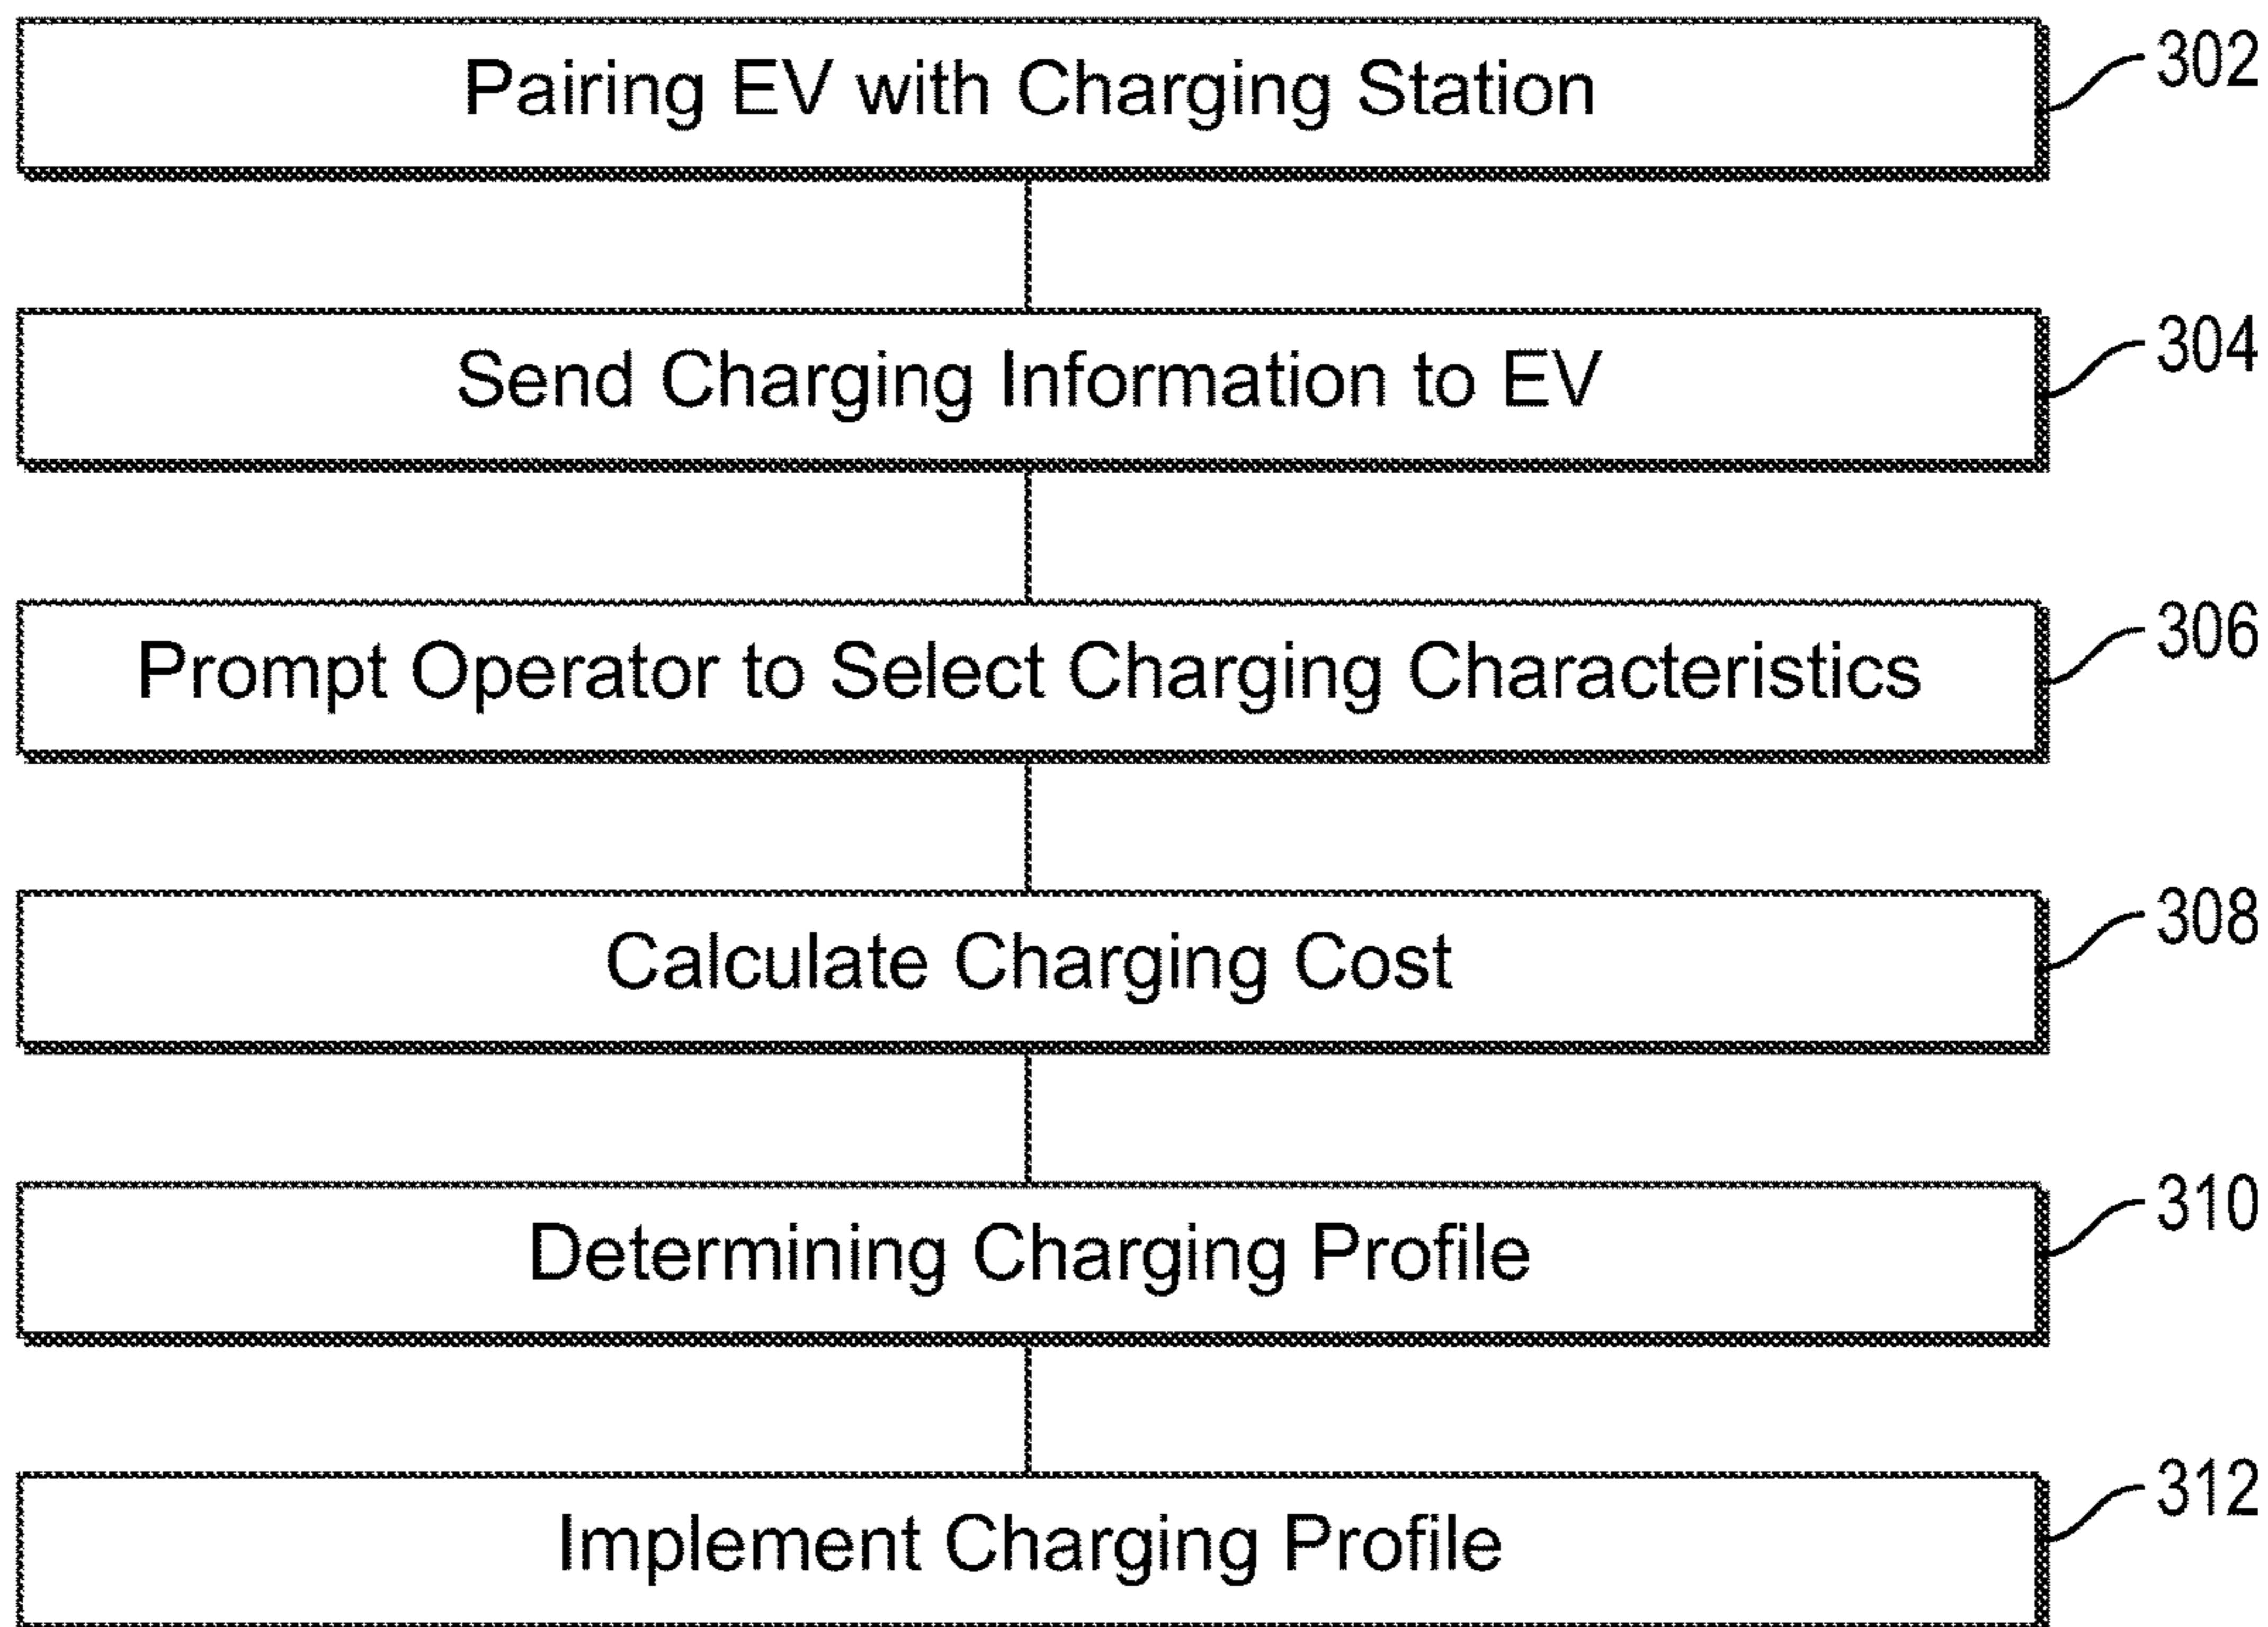 Pairing EV with Charging Station
302
Send Charging Information to EV
304
Prompt Operator to Select Charging Characteristics
306
Calculate Charging Cost
308
Determining Charging Profile
310
Implement Charging Profile
312